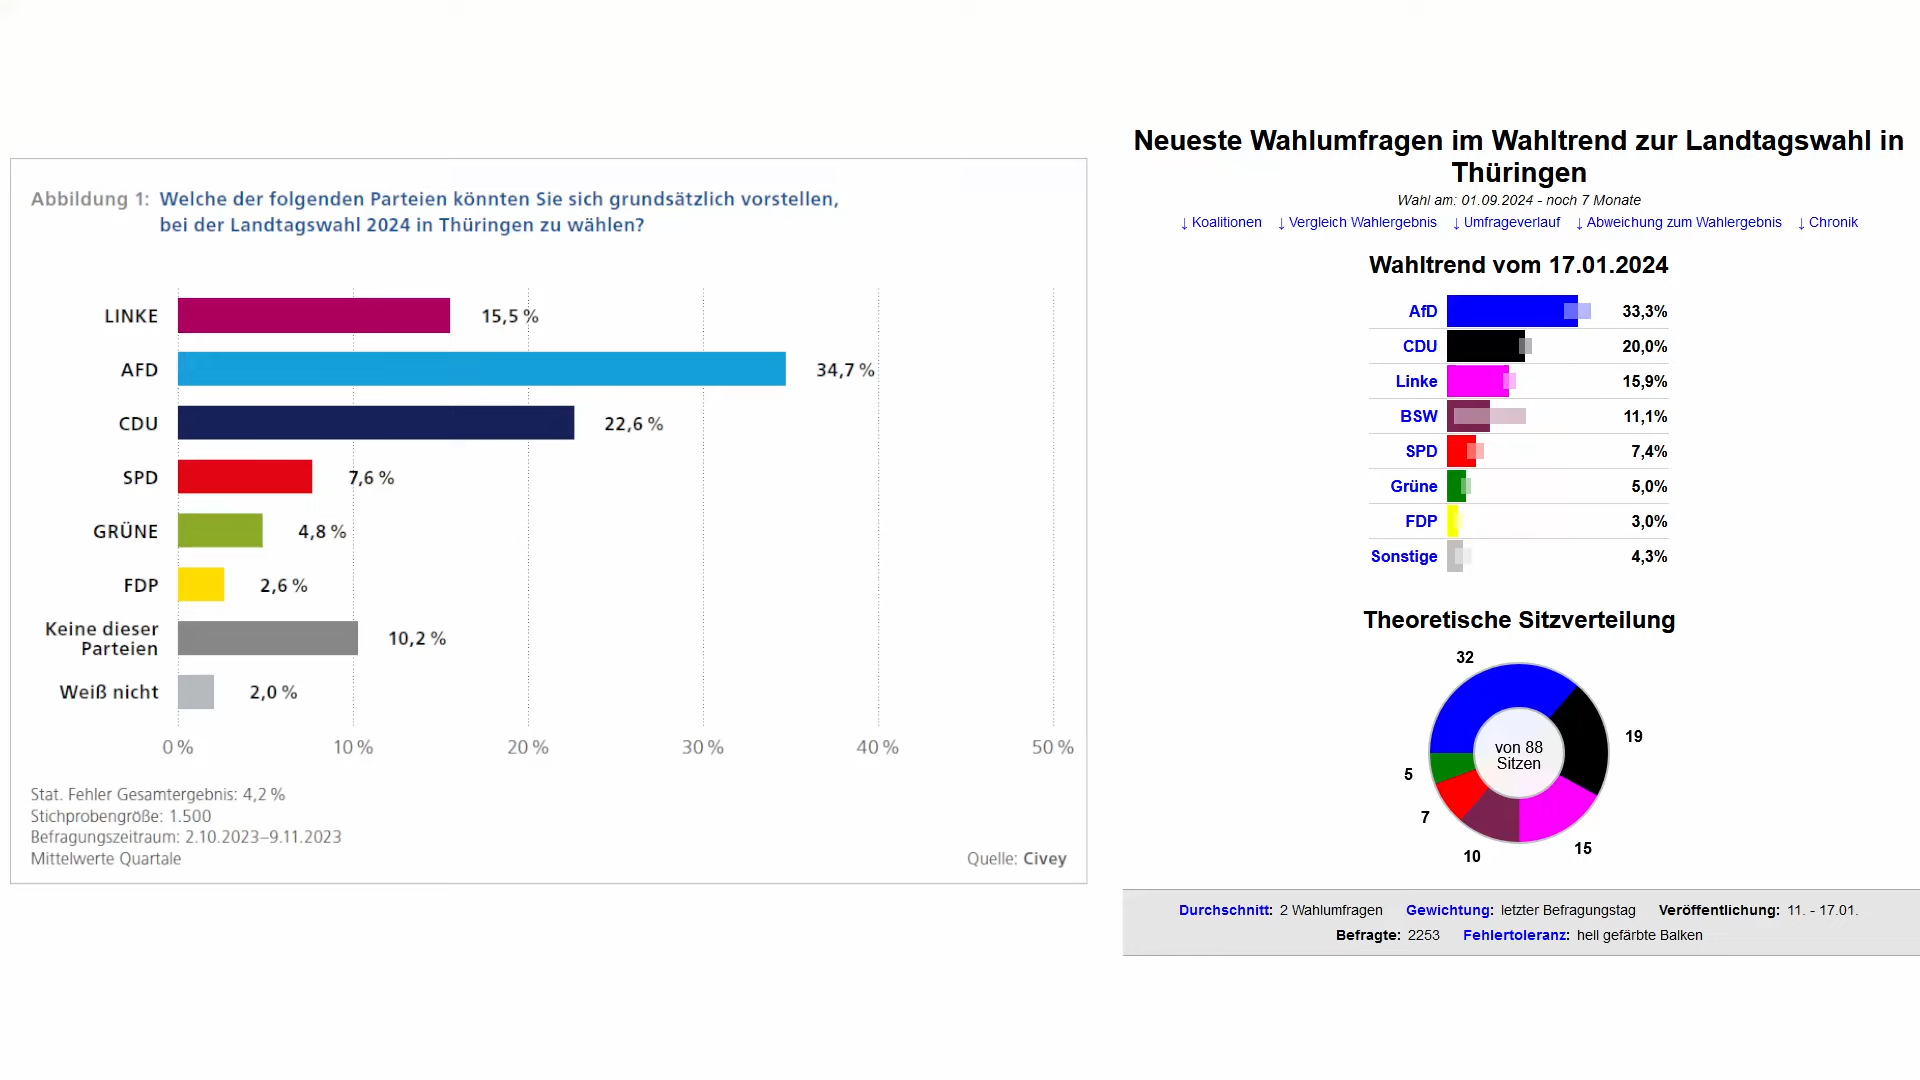 Abbildung 1: Welche der folgenden Parteien könnten Sie sich grundsätzlich vorstellen,
bei der Landtagswahl 2024 in Thüringen zu wählen?
LINKE 15,5 %
AFD 34,7 %
CDU 22,6 %
SPD 7,6 %
GRÜNE 4,8 %
FDP 2,6 %
Keine dieser
Parteien 10,2 %
Weiß nicht 2,0 %
0 % 10 % 20 % 30 % 40 % 50 %
Stat. Fehler Gesamtergebnis: 4,2 %
Stichprobengröße: 1.500
Befragungszeitraum: 2.10.2023–9.11.2023
Mittelwerte Quartale
Quelle: Civey
Neueste Wahlumfragen im Wahltrend zur Landtagswahl in
Thüringen
Wahl am: 01.09.2024 - noch 7 Monate
↓ Koalitionen ↓ Vergleich Wahlergebnis ↓ Umfrageverlauf ↓ Abweichung zum Wahlergebnis ↓ Chronik
Wahltrend vom 17.01.2024
AfD 33,3%
CDU 20,0%
Linke 15,9%
BSW 11,1%
SPD 7,4%
Grüne 5,0%
FDP 3,0%
Sonstige 4,3%
Theoretische Sitzverteilung
32
19
von 88
Sitzen
5
7
15
10
Durchschnitt: 2 Wahlumfragen Gewichtung: letzter Befragungstag Veröffentlichung: 11. - 17.01.
Befragte: 2253 Fehlertoleranz: hell gefärbte Balken